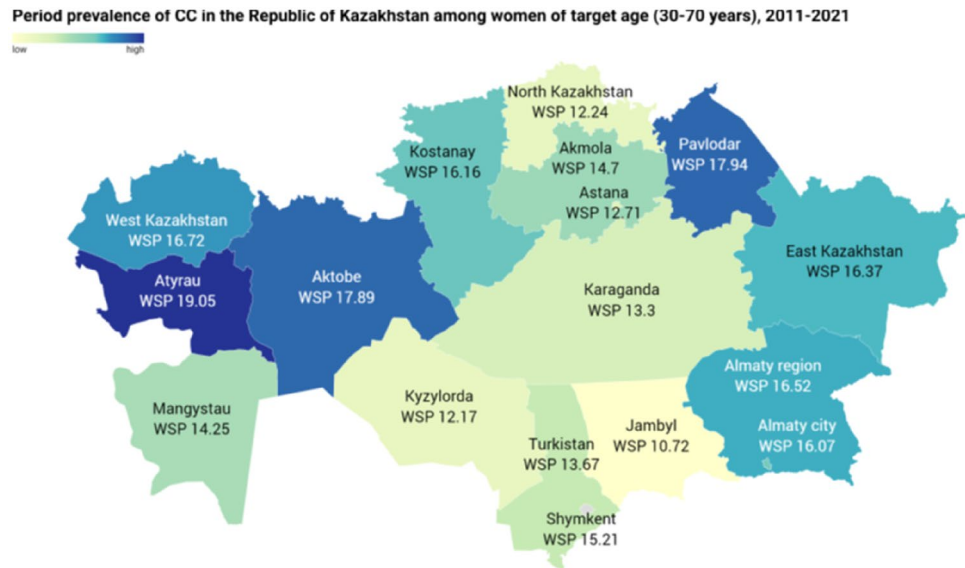 Period prevalence of CC in the Republic of Kazakhstan among women of target age (30-70 years), 2011-2021
low high
North Kazakhstan
WSP 12.24
Kostanay
WSP 16.16
Akmola
WSP 14.7
Pavlodar
WSP 17.94
Astana
WSP 12.71
West Kazakhstan
WSP 16.72
East Kazakhstan
WSP 16.37
Atyrau
WSP 19.05
Aktobe
WSP 17.89
Karaganda
WSP 13.3
Almaty region
WSP 16.52
Mangystau
WSP 14.25
Kyzylorda
WSP 12.17
Almaty city
WSP 16.07
Jambyl
WSP 10.72
Turkistan
WSP 13.67
Shymkent
WSP 15.21